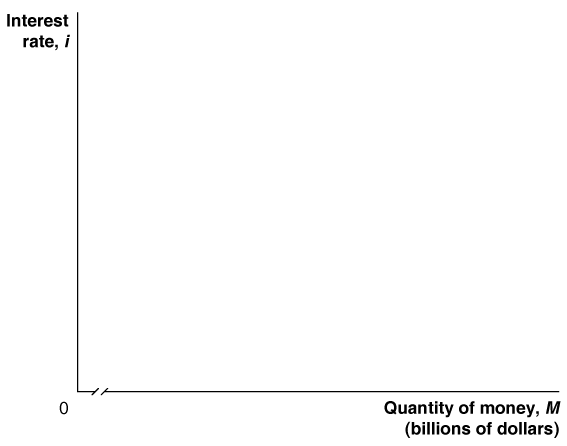 Interest
rate, i
0
Quantity of money, M
(billions of dollars)